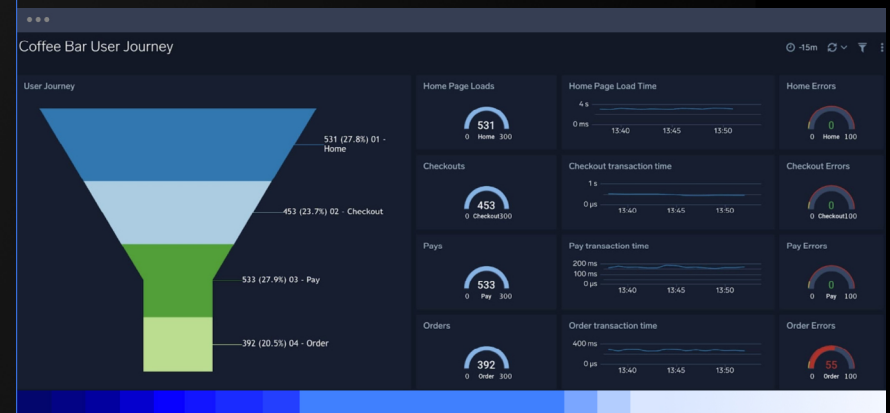 Coffee Bar User Journey
-15m
User Journey
531 (27.8%) 01 -
Home
453 (23.7%) 02 - Checkout
533 (27.9%) 03 - Pay
392 (20.5%) 04 - Order
Home Page Loads
531
0 Home 300
Home Page Load Time
4 s
0 ms
13:40 13:45 13:50
Home Errors
0
0 Home 100
Checkouts
453
0 Checkout300
Checkout transaction time
1 s
0 µs
13:40 13:45 13:50
Checkout Errors
0
0 Checkout100
Pays
533
0 Pay 300
Pay transaction time
200 ms
100 ms
0 µs
13:40 13:45 13:50
Pay Errors
0
0 Pay 100
Orders
392
0 Order 300
Order transaction time
400 ms
0 µs
13:40 13:45 13:50
Order Errors
55
0 Order 100